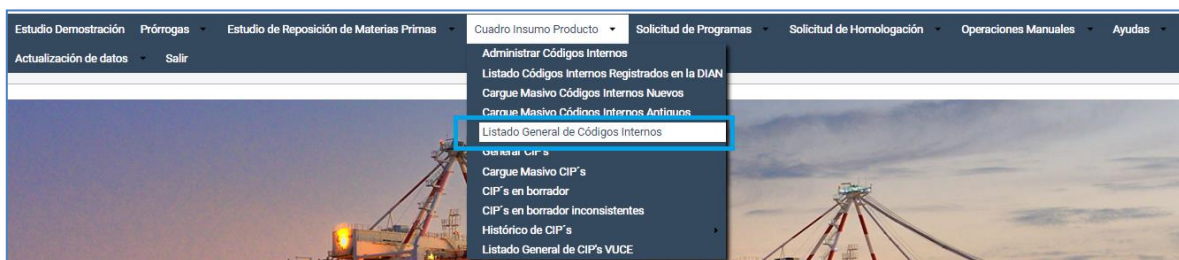 Estudio Demostración Prórrogas Estudio de Reposición de Materias Primas Cuadro Insumo Producto Solicitud de Programas Solicitud de Homologación Operaciones Manuales Ayudas
Actualización de datos Salir
Administrar Códigos Internos
Listado Códigos Internos Registrados en la DIAN
Cargue Masivo Códigos Internos Nuevos
Cargue Masivo Códigos Internos Antiguos
Listado General de Códigos Internos
General CIP's
Cargue Masivo CIP´s
CIP´s en borrador
CIP´s en borrador inconsistentes
Histórico de CIP´s
Listado General de CIP's VUCE